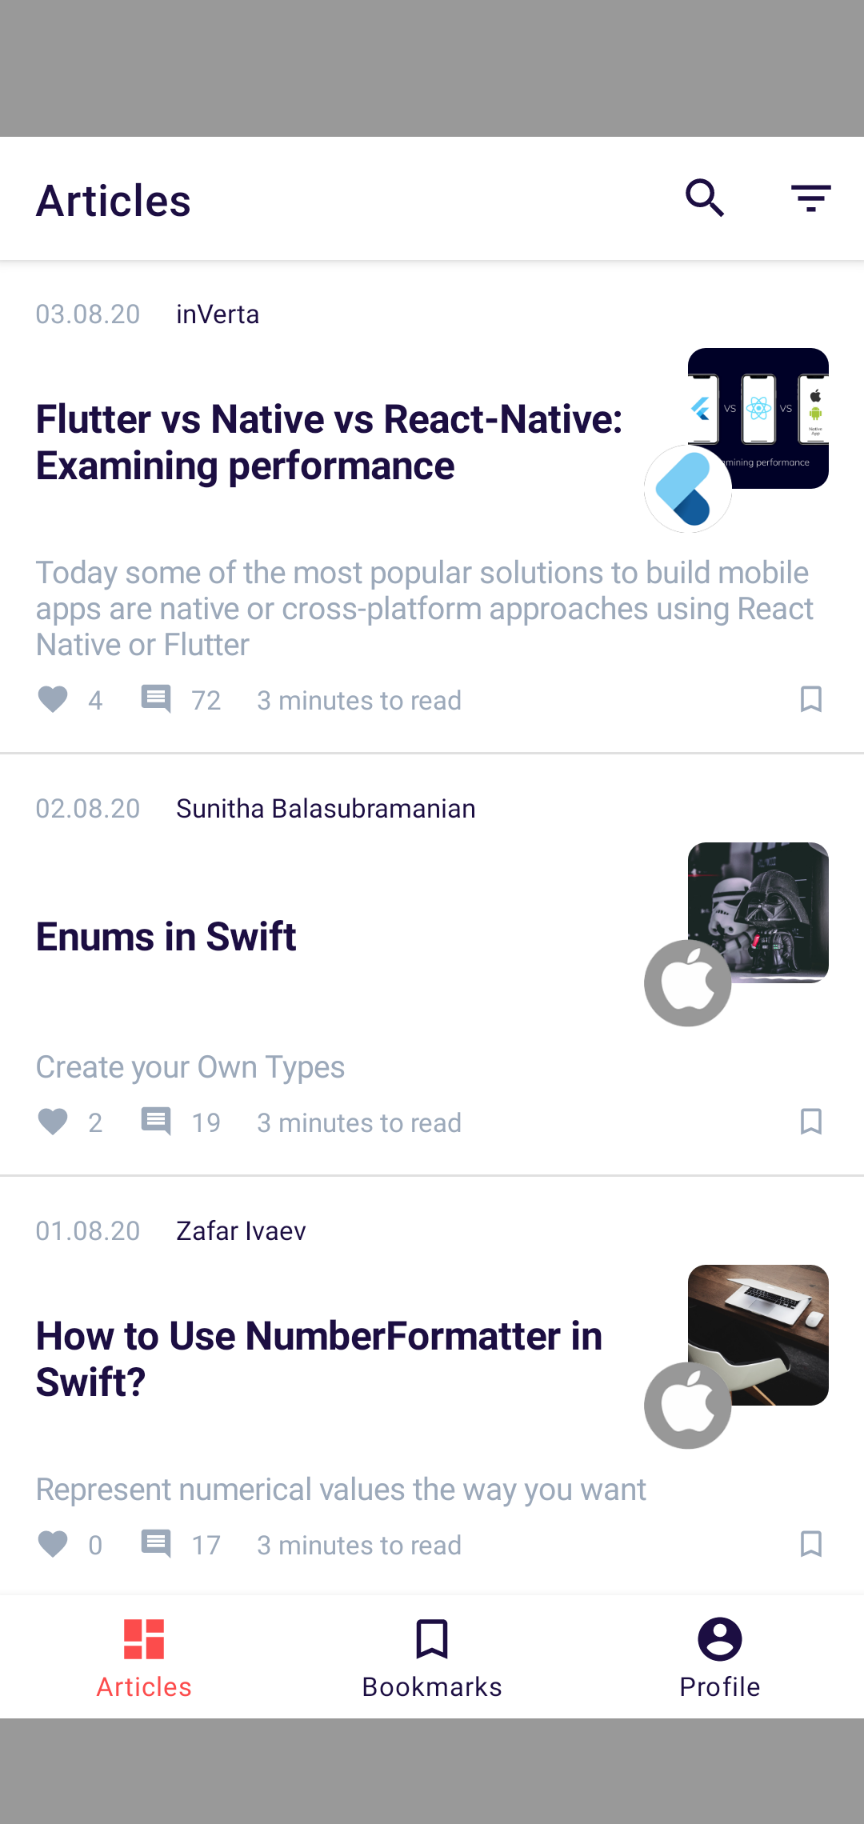 Articles
03.08.20 inVerta
Flutter vs Native vs React-Native:
Examining performance
VS VS
Native
App
mining performance
Today some of the most popular solutions to build mobile
apps are native or cross-platform approaches using React
Native or Flutter
4 72 3 minutes to read
02.08.20 Sunitha Balasubramanian
Enums in Swift
Create your Own Types
2 19 3 minutes to read
01.08.20 Zafar Ivaev
How to Use NumberFormatter in
Swift?
Represent numerical values the way you want
0 17 3 minutes to read
Articles Bookmarks Profile